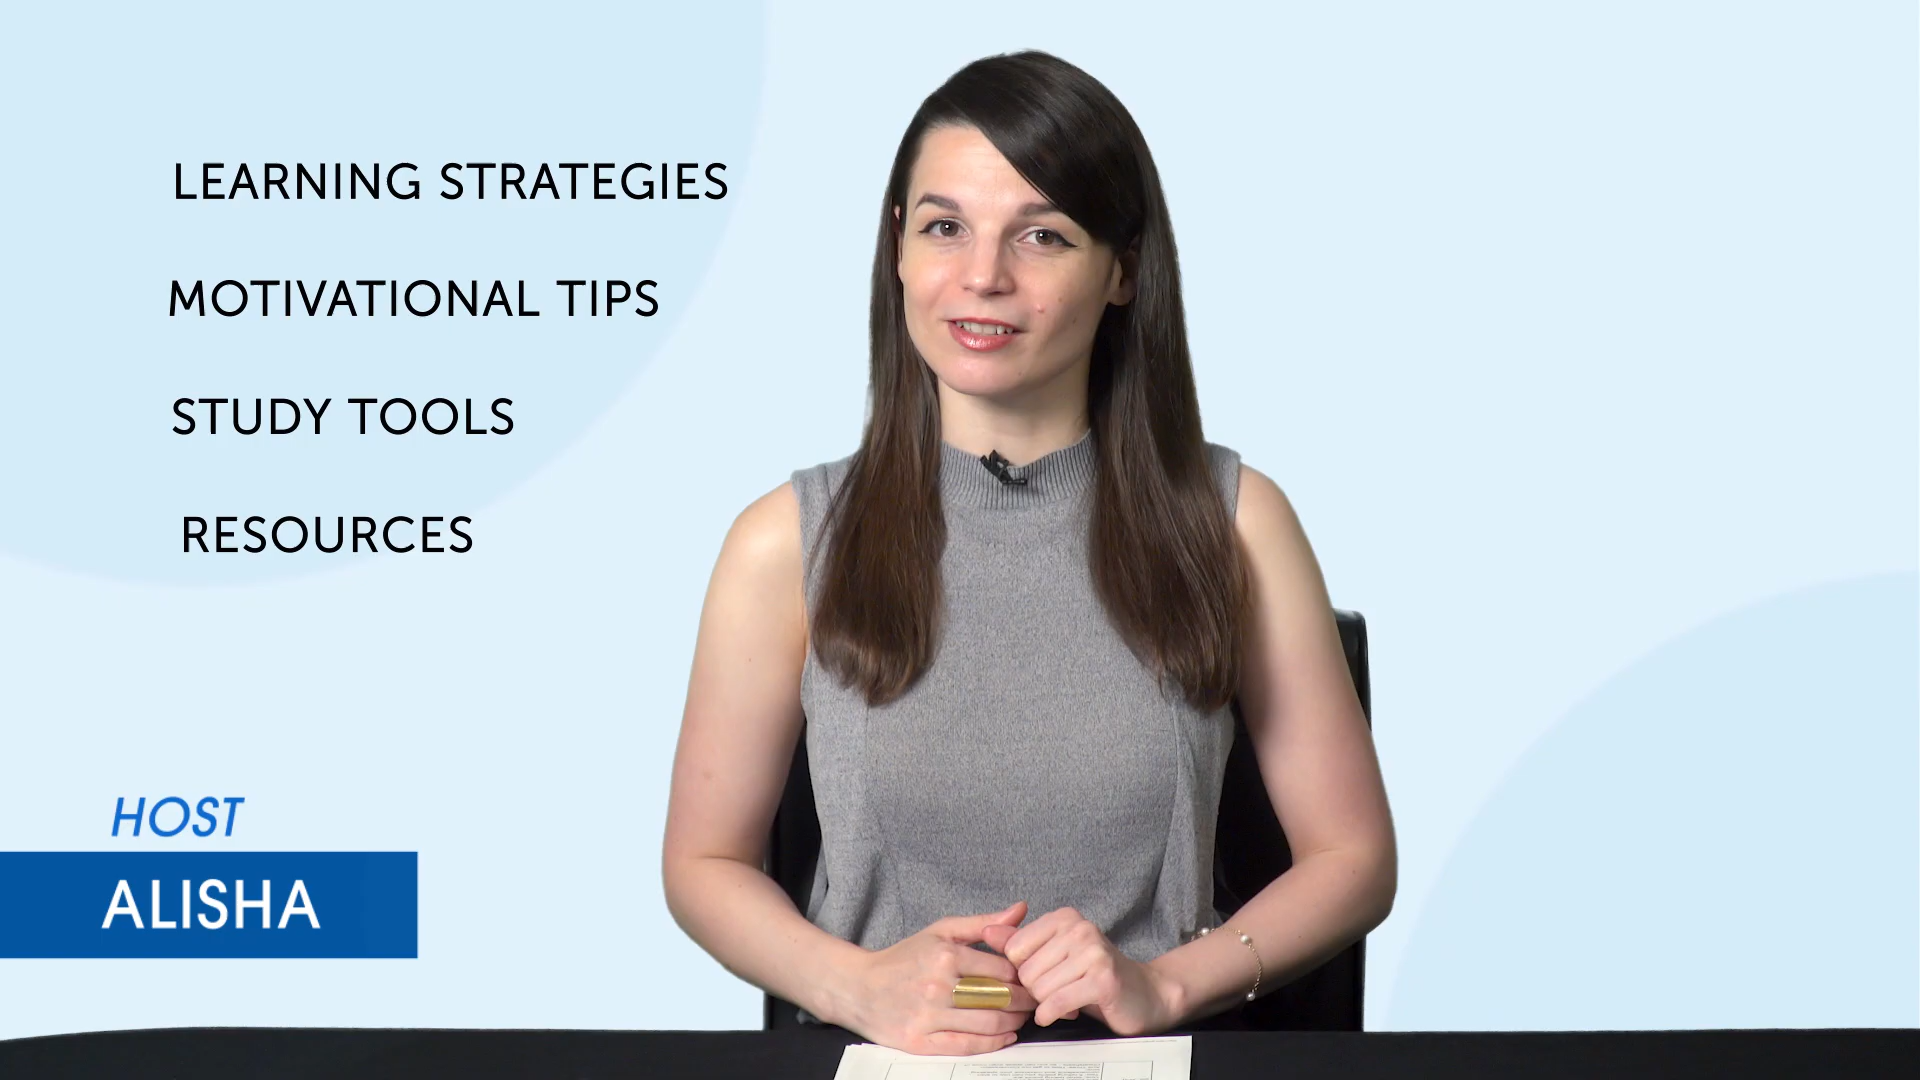 LEARNING STRATEGIES
MOTIVATIONAL TIPS
STUDY TOOLS
RESOURCES
HOST
ALISHA